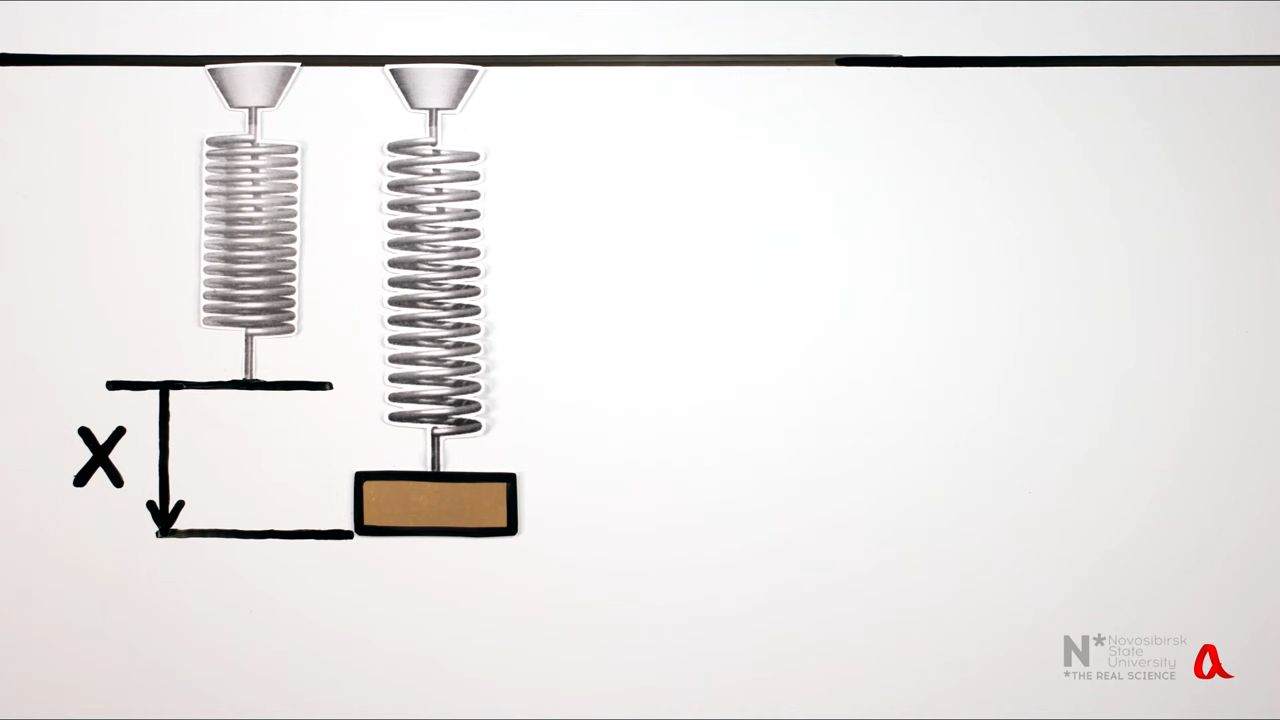 X
N* Novosibirsk
State
University
*THE REAL SCIENCE
a